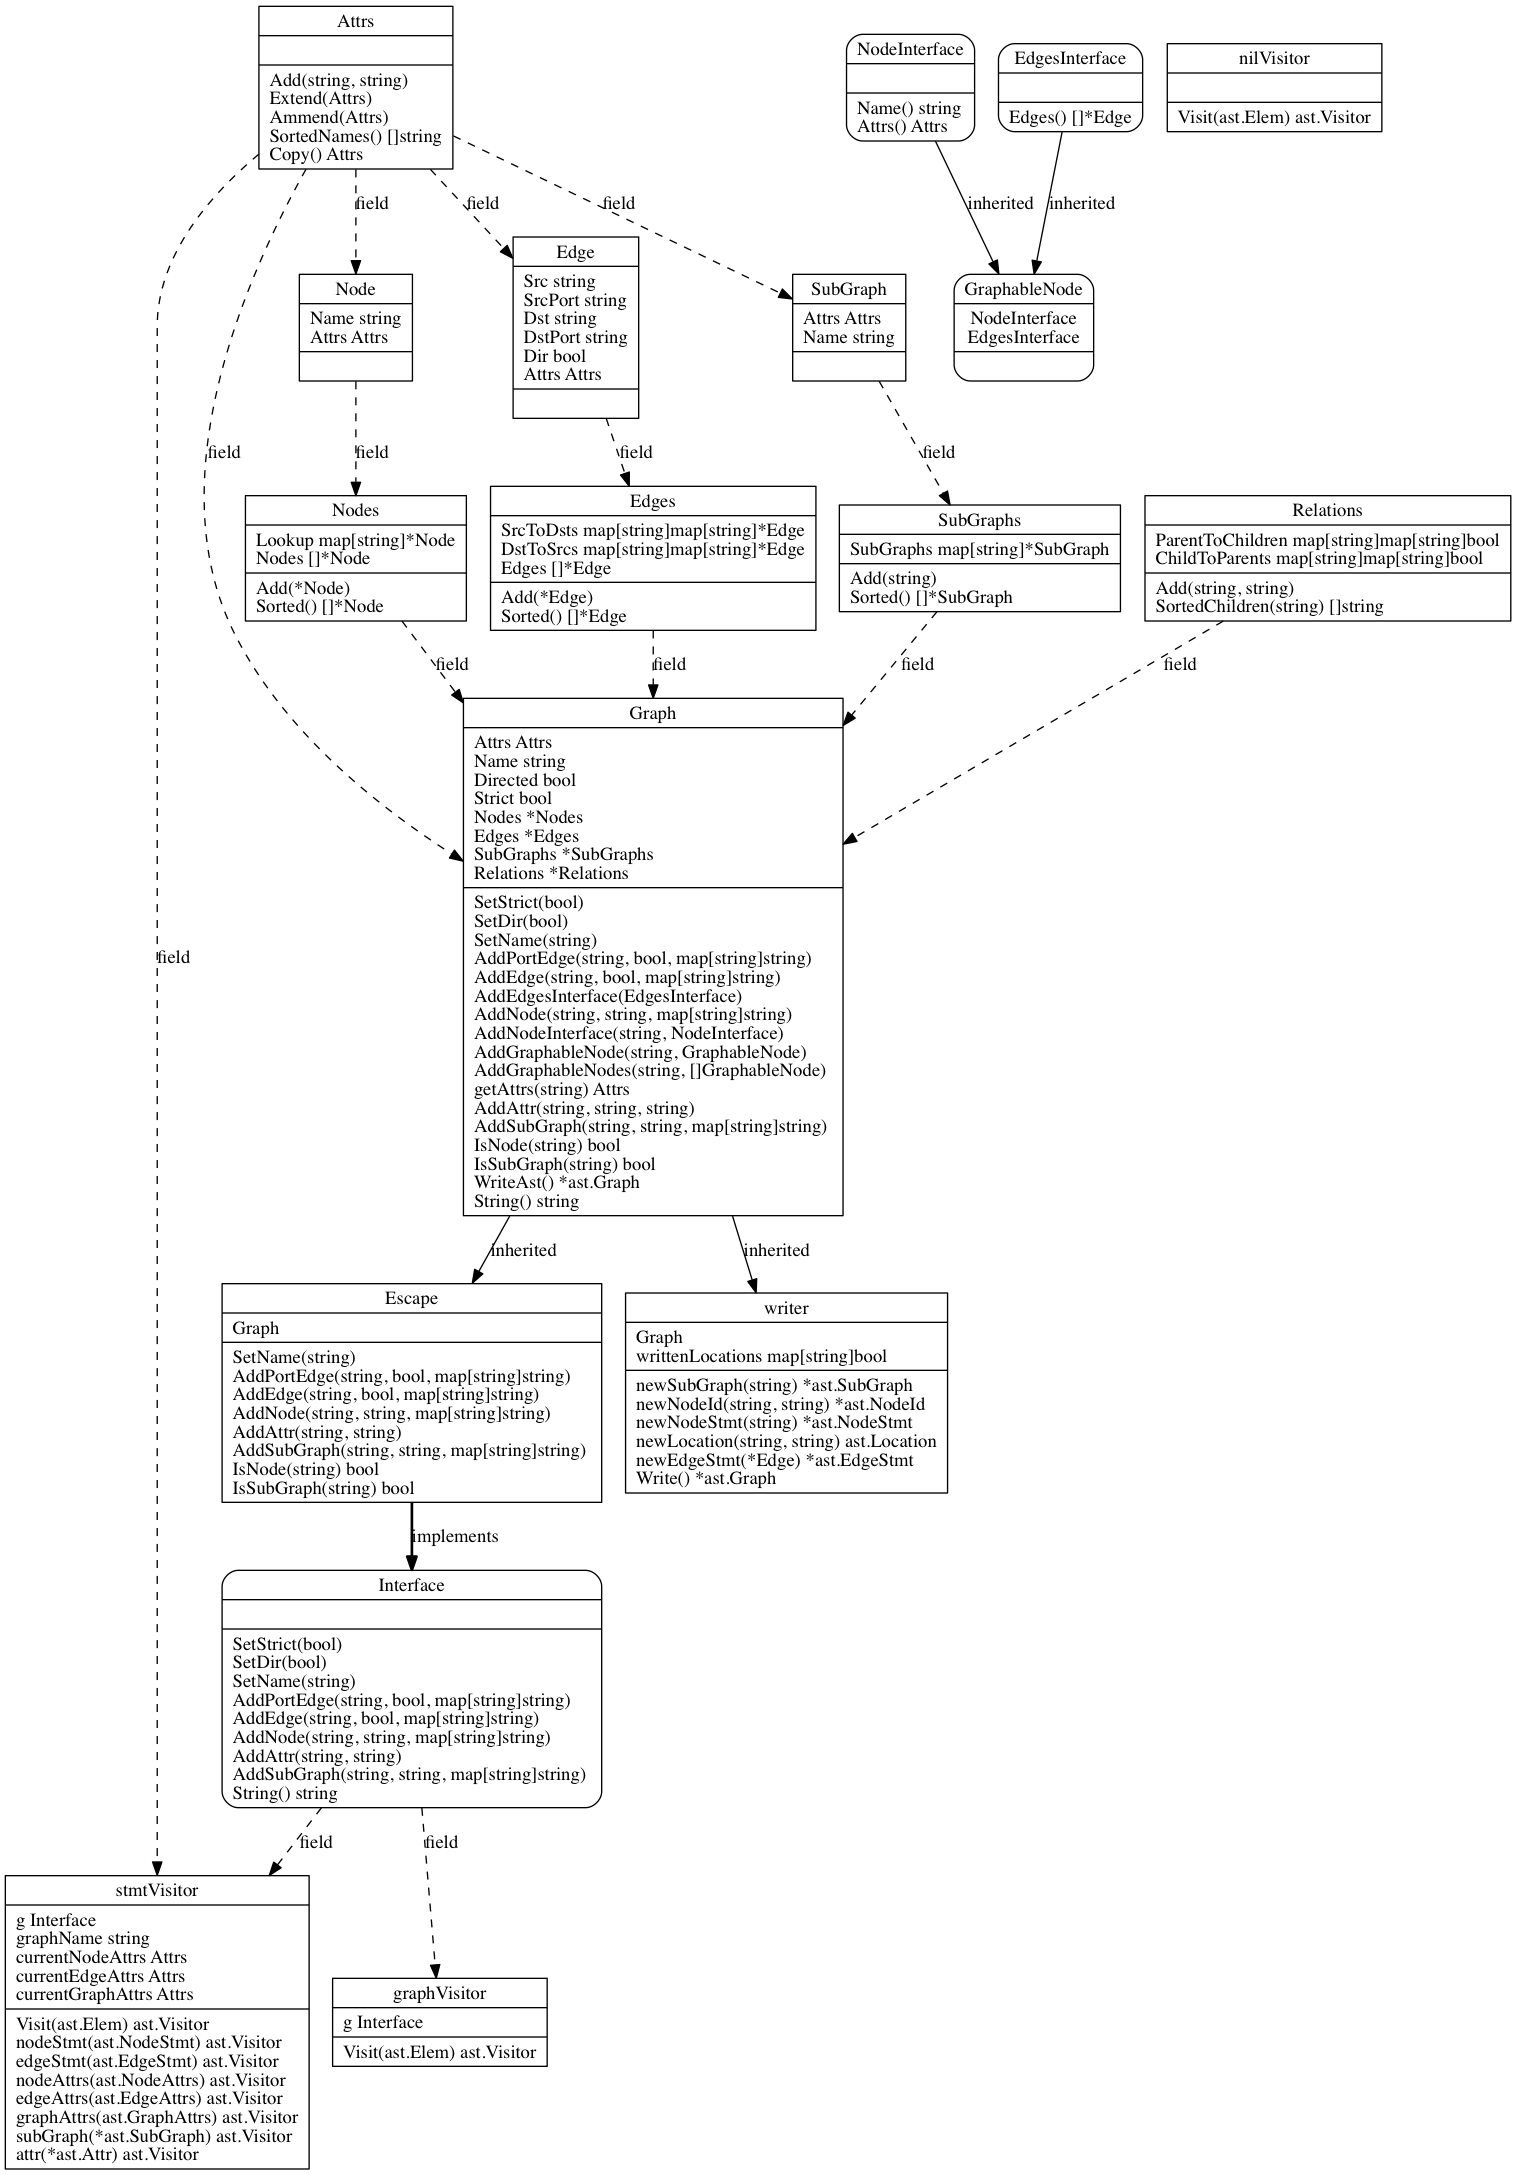 Attrs
Add(string, string)
Extend(Attrs)
Ammend(Attrs)
SortedNames() []string
Copy() Attrs
NodeInterface
Name() string
Attrs() Attrs
EdgesInterface
Edges() []*Edge
nilVisitor
Visit(ast.Elem) ast.Visitor
field
field
field
inherited
inherited
Node
Name string
Attrs Attrs
Edge
Src string
SrcPort string
Dst string
DstPort string
Dir bool
Attrs Attrs
SubGraph
Attrs Attrs
Name string
GraphableNode
NodeInterface
EdgesInterface
field
field
field
field
Nodes
Lookup map[string]*Node
Nodes []*Node
Add(*Node)
Sorted() []*Node
Edges
SrcToDsts map[string]map[string]*Edge
DstToSrcs map[string]map[string]*Edge
Edges []*Edge
Add(*Edge)
Sorted() []*Edge
SubGraphs
SubGraphs map[string]*SubGraph
Add(string)
Sorted() []*SubGraph
Relations
ParentToChildren map[string]map[string]bool
ChildToParents map[string]map[string]bool
Add(string, string)
SortedChildren(string) []string
field
field
field
field
Graph
Attrs Attrs
Name string
Directed bool
Strict bool
Nodes *Nodes
Edges *Edges
SubGraphs *SubGraphs
Relations *Relations
SetStrict(bool)
SetDir(bool)
SetName(string)
AddPortEdge(string, bool, map[string]string)
AddEdge(string, bool, map[string]string)
AddEdgesInterface(EdgesInterface)
AddNode(string, string, map[string]string)
AddNodeInterface(string, NodeInterface)
AddGraphableNode(string, GraphableNode)
AddGraphableNodes(string, []GraphableNode)
getAttrs(string) Attrs
AddAttr(string, string, string)
AddSubGraph(string, string, map[string]string)
IsNode(string) bool
IsSubGraph(string) bool
WriteAst() *ast.Graph
String() string
field
inherited
inherited
Escape
Graph
SetName(string)
AddPortEdge(string, bool, map[string]string)
AddEdge(string, bool, map[string]string)
AddNode(string, string, map[string]string)
AddAttr(string, string)
AddSubGraph(string, string, map[string]string)
IsNode(string) bool
IsSubGraph(string) bool
writer
Graph
writtenLocations map[string]bool
newSubGraph(string) *ast.SubGraph
newNodeId(string, string) *ast.NodeId
newNodeStmt(string) *ast.NodeStmt
newLocation(string, string) ast.Location
newEdgeStmt(*Edge) *ast.EdgeStmt
Write() *ast.Graph
implements
Interface
SetStrict(bool)
SetDir(bool)
SetName(string)
AddPortEdge(string, bool, map[string]string)
AddEdge(string, bool, map[string]string)
AddNode(string, string, map[string]string)
AddAttr(string, string)
AddSubGraph(string, string, map[string]string)
String() string
field
field
stmtVisitor
g Interface
graphName string
currentNodeAttrs Attrs
currentEdgeAttrs Attrs
currentGraphAttrs Attrs
Visit(ast.Elem) ast.Visitor
nodeStmt(ast.NodeStmt) ast.Visitor
edgeStmt(ast.EdgeStmt) ast.Visitor
nodeAttrs(ast.NodeAttrs) ast.Visitor
edgeAttrs(ast.EdgeAttrs) ast.Visitor
graphAttrs(ast.GraphAttrs) ast.Visitor
subGraph(*ast.SubGraph) ast.Visitor
attr(*ast.Attr) ast.Visitor
graphVisitor
g Interface
Visit(ast.Elem) ast.Visitor